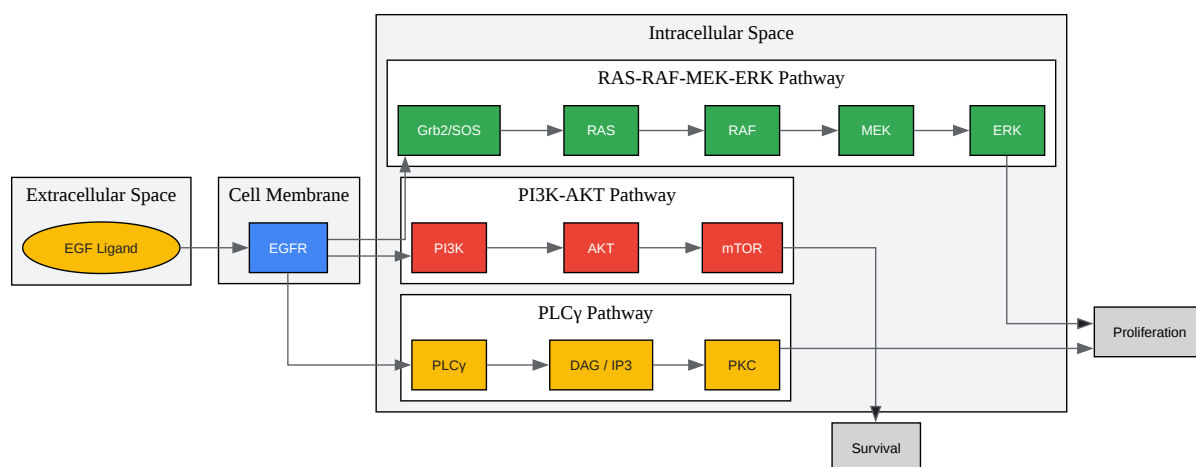 Intracellular Space
RAS-RAF-MEK-ERK Pathway
Grb2/SOS
RAS
RAF
MEK
ERK
Extracellular Space
EGF Ligand
Cell Membrane
EGFR
PI3K-AKT Pathway
PI3K
AKT
mTOR
PLCγ Pathway
PLCγ
DAG / IP3
PKC
Proliferation
Survival